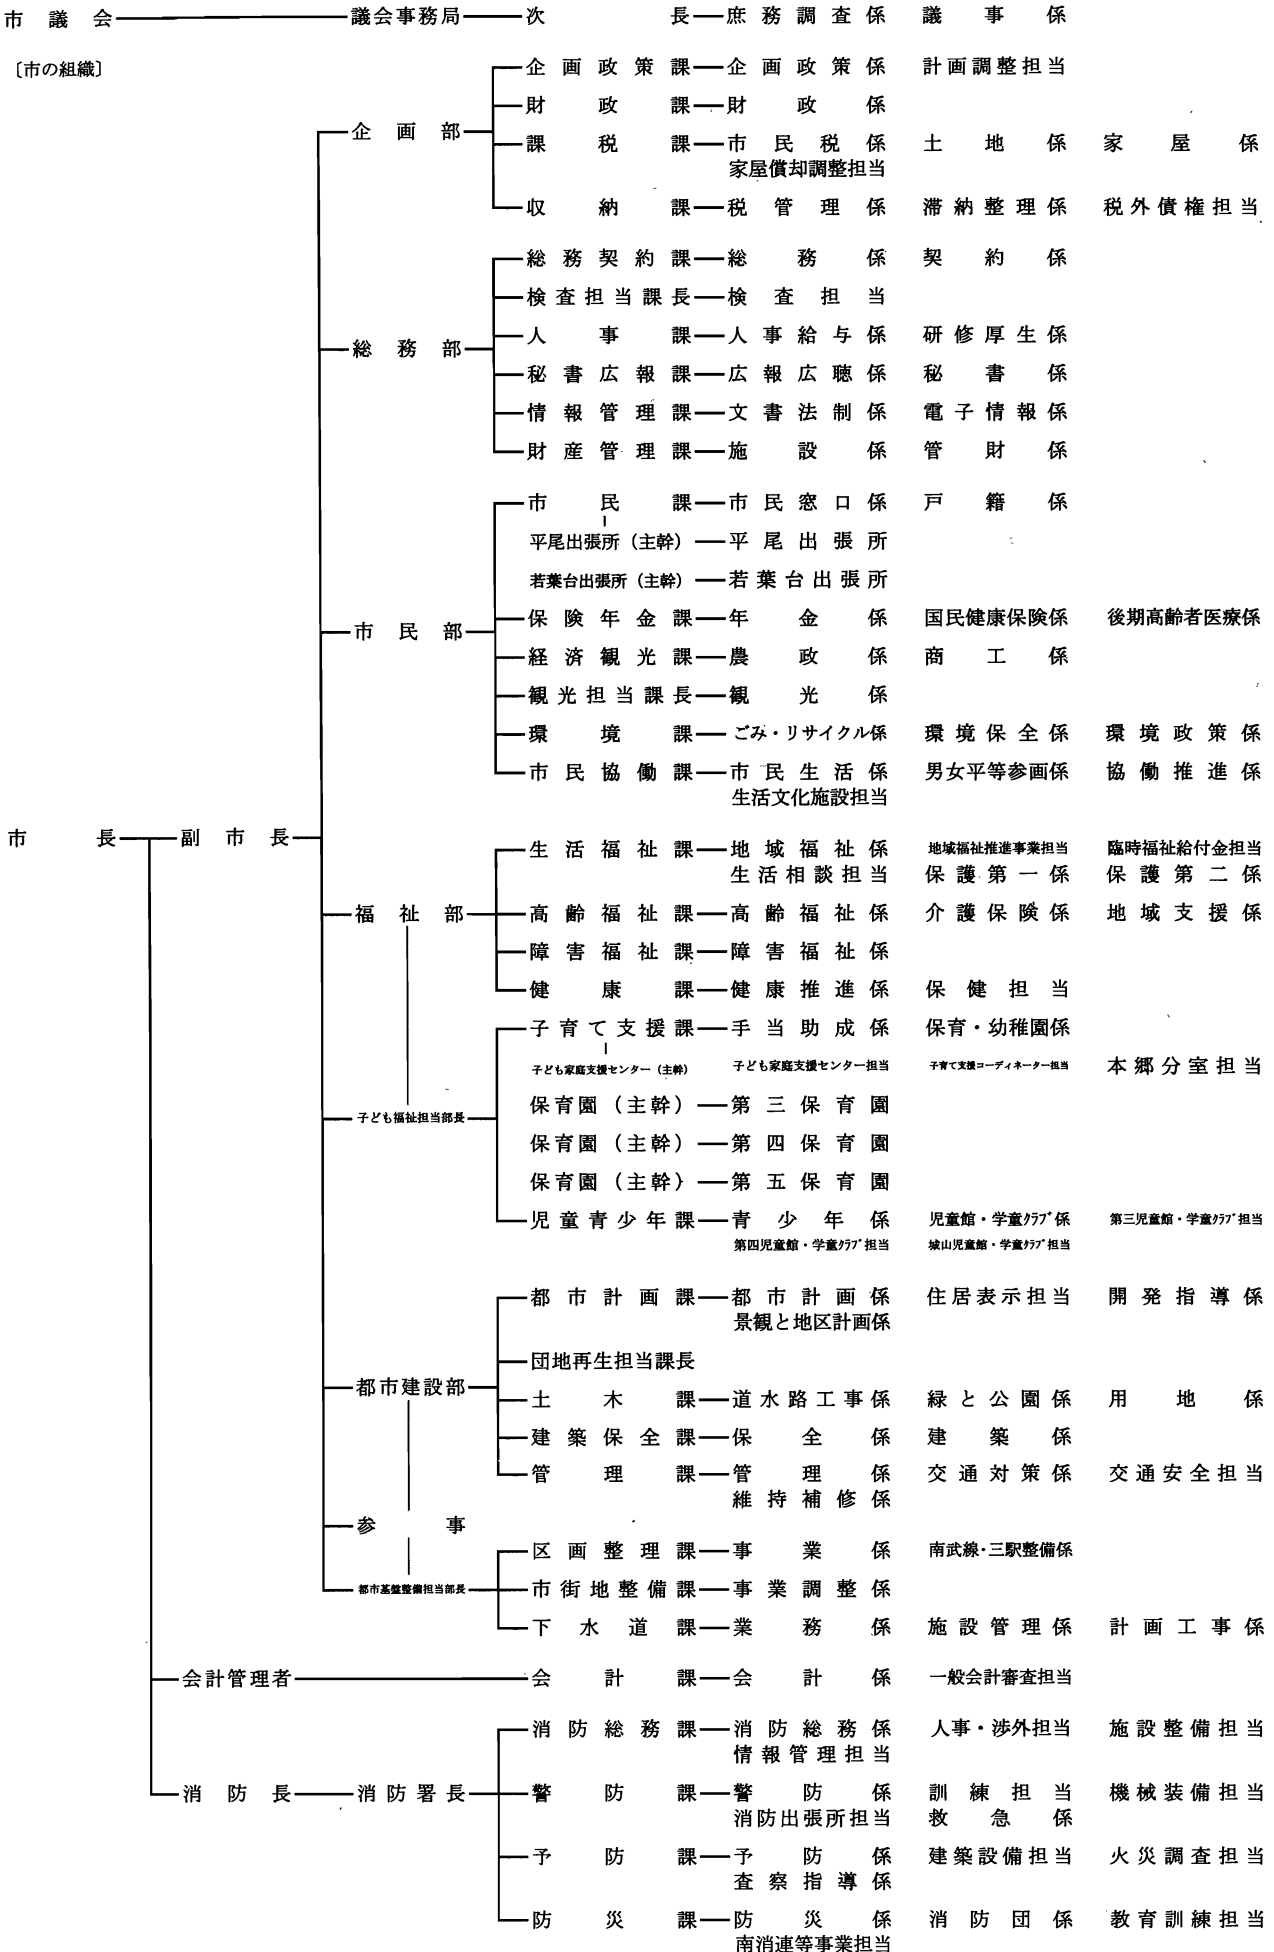 市議会 議会事務局 次長 庶務調査係 議事係
〔市の組織〕
企画政策課 企画政策係 計画調整担当
財政課 財政係
企画部
課税課 市民税係 土地係 家屋係
家屋償却調整担当
収納課 税管理係 滞納整理係 税外債権担当
総務契約課 総務係 契約係
検査担当課長 検査担当
人事課 人事給与係 研修厚生係
総務部
秘書広報課 広報広聴係 秘書係
情報管理課 文書法制係 電子情報係
財産管理課 施設係 管財係
市民課 市民窓口係 戸籍係
平尾出張所（主幹） 平尾出張所
若葉台出張所（主幹） 若葉台出張所
保険年金課 年金係 国民健康保険係 後期高齢者医療係
市民部
経済観光課 農政係 商工係
観光担当課長 観光係
環境課 ごみ・リサイクル係 環境保全係 環境政策係
市民協働課 市民生活係 男女平等参画係 協働推進係
生活文化施設担当
市長 副市長
生活福祉課 地域福祉係 地域福祉推進事業担当 臨時福祉給付金担当
生活相談担当 保護第一係 保護第二係
福祉部 高齢福祉課 高齢福祉係 介護保険係 地域支援係
障害福祉課 障害福祉係
健康課 健康推進係 保健担当
子育て支援課 手当助成係 保育・幼稚園係
子ども家庭支援センター（主幹） 子ども家庭支援センター担当 子育て支援コーディネーター担当 本郷分室担当
保育園（主幹） 第三保育園
子ども福祉担当部長
保育園（主幹） 第四保育園
保育園（主幹） 第五保育園
児童青少年課 青少年係 児童館・学童クラブ係 第三児童館・学童クラブ担当
第四児童館・学童クラブ担当 城山児童館・学童クラブ担当
都市計画課 都市計画係 住居表示担当 開発指導係
景観と地区計画係
団地再生担当課長
都市建設部
土木課 道水路工事係 緑と公園係 用地係
建築保全課 保全係 建築係
管理課 管理係 交通対策係 交通安全担当
維持補修係
参事
区画整理課 事業係 南武線・三駅整備係
都市基盤整備担当部長 市街地整備課 事業調整係
下水道課 業務係 施設管理係 計画工事係
会計管理者 会計課 会計係 一般会計審査担当
消防総務課 消防総務係 人事・渉外担当 施設整備担当
情報管理担当
消防長 消防署長 警防課 警防係 訓練担当 機械装備担当
消防出張所担当 救急係
予防課 予防係 建築設備担当 火災調査担当
査察指導係
防災課 防災係 消防団係 教育訓練担当
南消連等事業担当